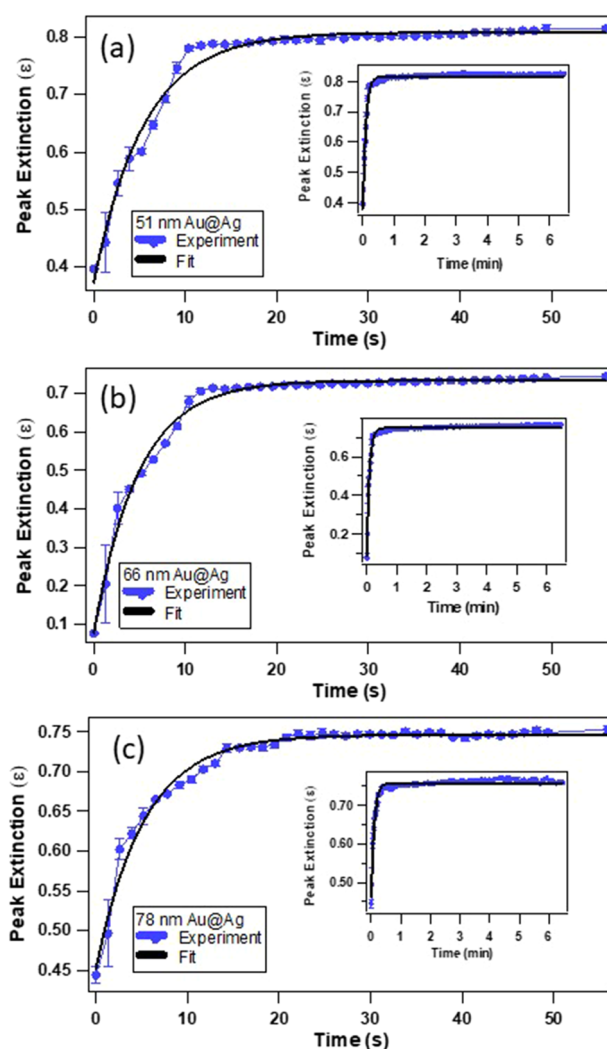 (a)
0.8
0.7
0.6
0.5
0.4
Peak Extinction (ε)
51 nm Au@Ag
Experiment
Fit
0 10 20 30 40 50
Time (s)
0.8
0.7
0.6
0.5
0.4
Peak Extinction (ε)
0 1 2 3 4 5 6
Time (min)
(b)
0.7
0.6
0.5
0.4
0.3
0.2
0.1
Peak Extinction (ε)
66 nm Au@Ag
Experiment
Fit
0 10 20 30 40 50
Time (s)
0.6
0.4
0.2
Peak Extinction (ε)
0 1 2 3 4 5 6
Time (min)
(c)
0.75
0.70
0.65
0.60
0.55
0.50
0.45
Peak Extinction (ε)
78 nm Au@Ag
Experiment
Fit
0 10 20 30 40 50
Time (s)
0.70
0.60
0.50
Peak Extinction (ε)
0 1 2 3 4 5 6
Time (min)